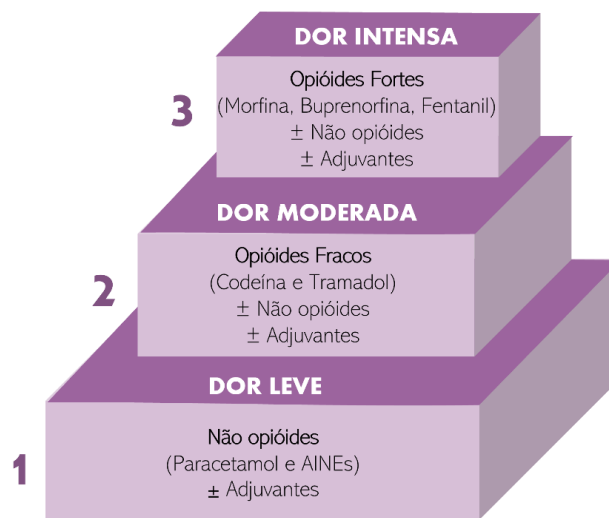 DOR INTENSA
3
Opióides Fortes
(Morfina, Buprenorfina, Fentanil)
± Não opióides
± Adjuvantes
DOR MODERADA
2
Opióides Fracos
(Codeína e Tramadol)
± Não opióides
± Adjuvantes
DOR LEVE
1
Não opióides
(Paracetamol e AINEs)
± Adjuvantes